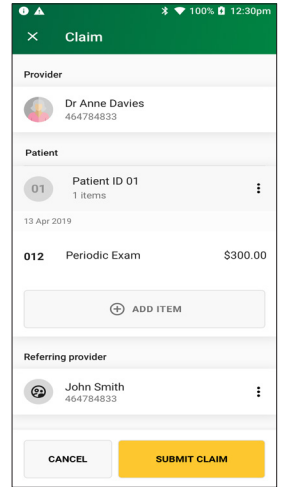 100% 12:30pm
Claim
Provider
Dr Anne Davies
464784833
Patient
01 Patient ID 01
1 items
13 Apr 2019
012 Periodic Exam $300.00
ADD ITEM
Referring provider
John Smith
464784833
CANCEL SUBMIT CLAIM